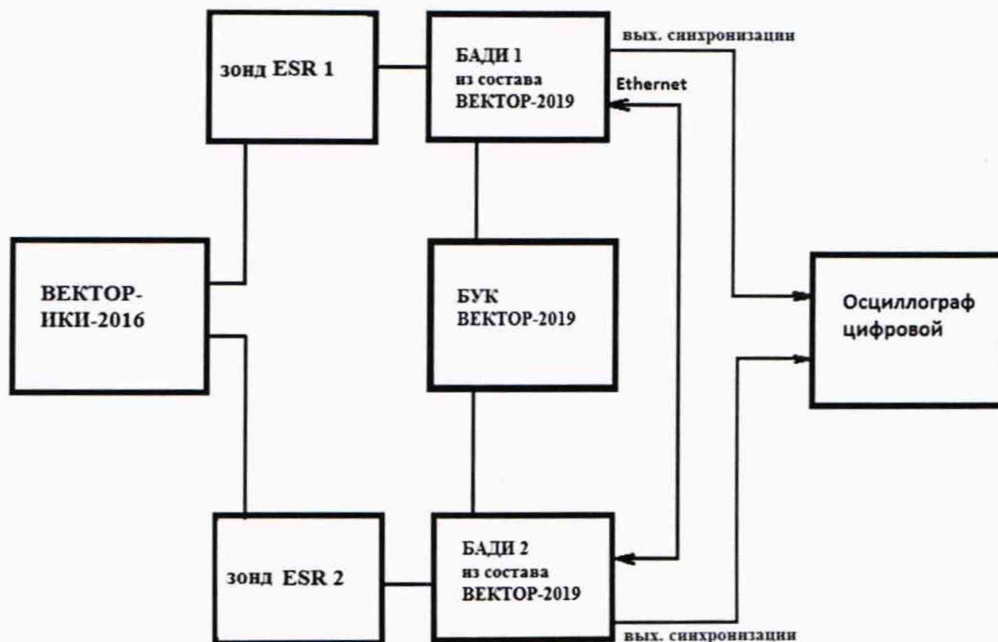 вых. синхронизации
зонд ESR 1
БАДИ 1
из состава
ВЕКТОР-2019
Ethernet
ВЕКТОР-
ИКИ-2016
БУК
ВЕКТОР-2019
Осциллограф
цифровой
зонд ESR 2
БАДИ 2
из состава
ВЕКТОР-2019
вых. синхронизации